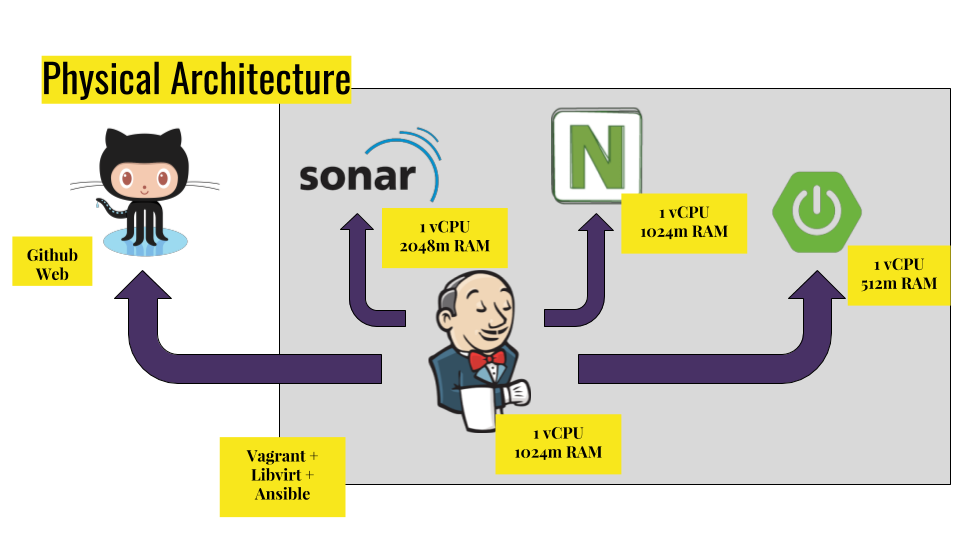 Physical Architecture
sonar
N
1 vCPU
2048m RAM
1 vCPU
1024m RAM
Github
Web
1 vCPU
512m RAM
1 vCPU
1024m RAM
Vagrant +
Libvirt +
Ansible